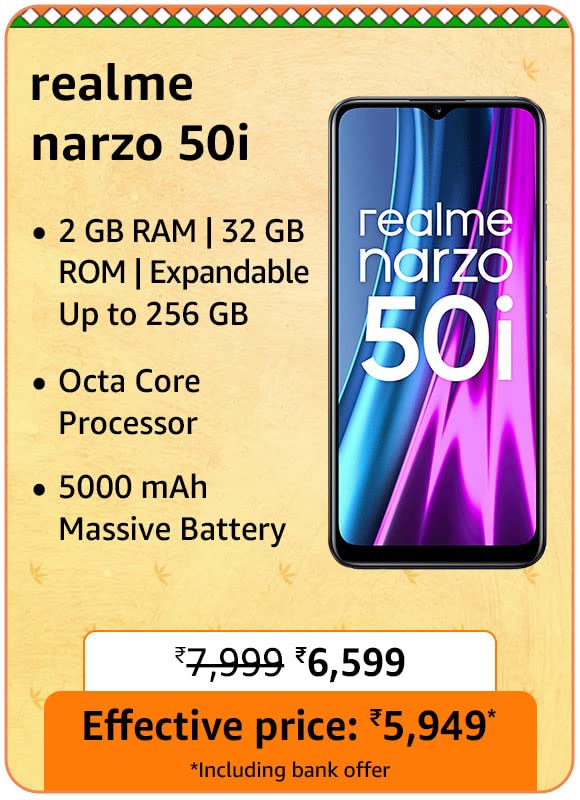 realme
narzo 50i
• 2 GB RAM | 32 GB
ROM | Expandable
Up to 256 GB
• Octa Core
Processor
• 5000 mAh
Massive Battery
realme
narzo
50i
₹7,999 ₹6,599
Effective price: ₹5,949*
*Including bank offer